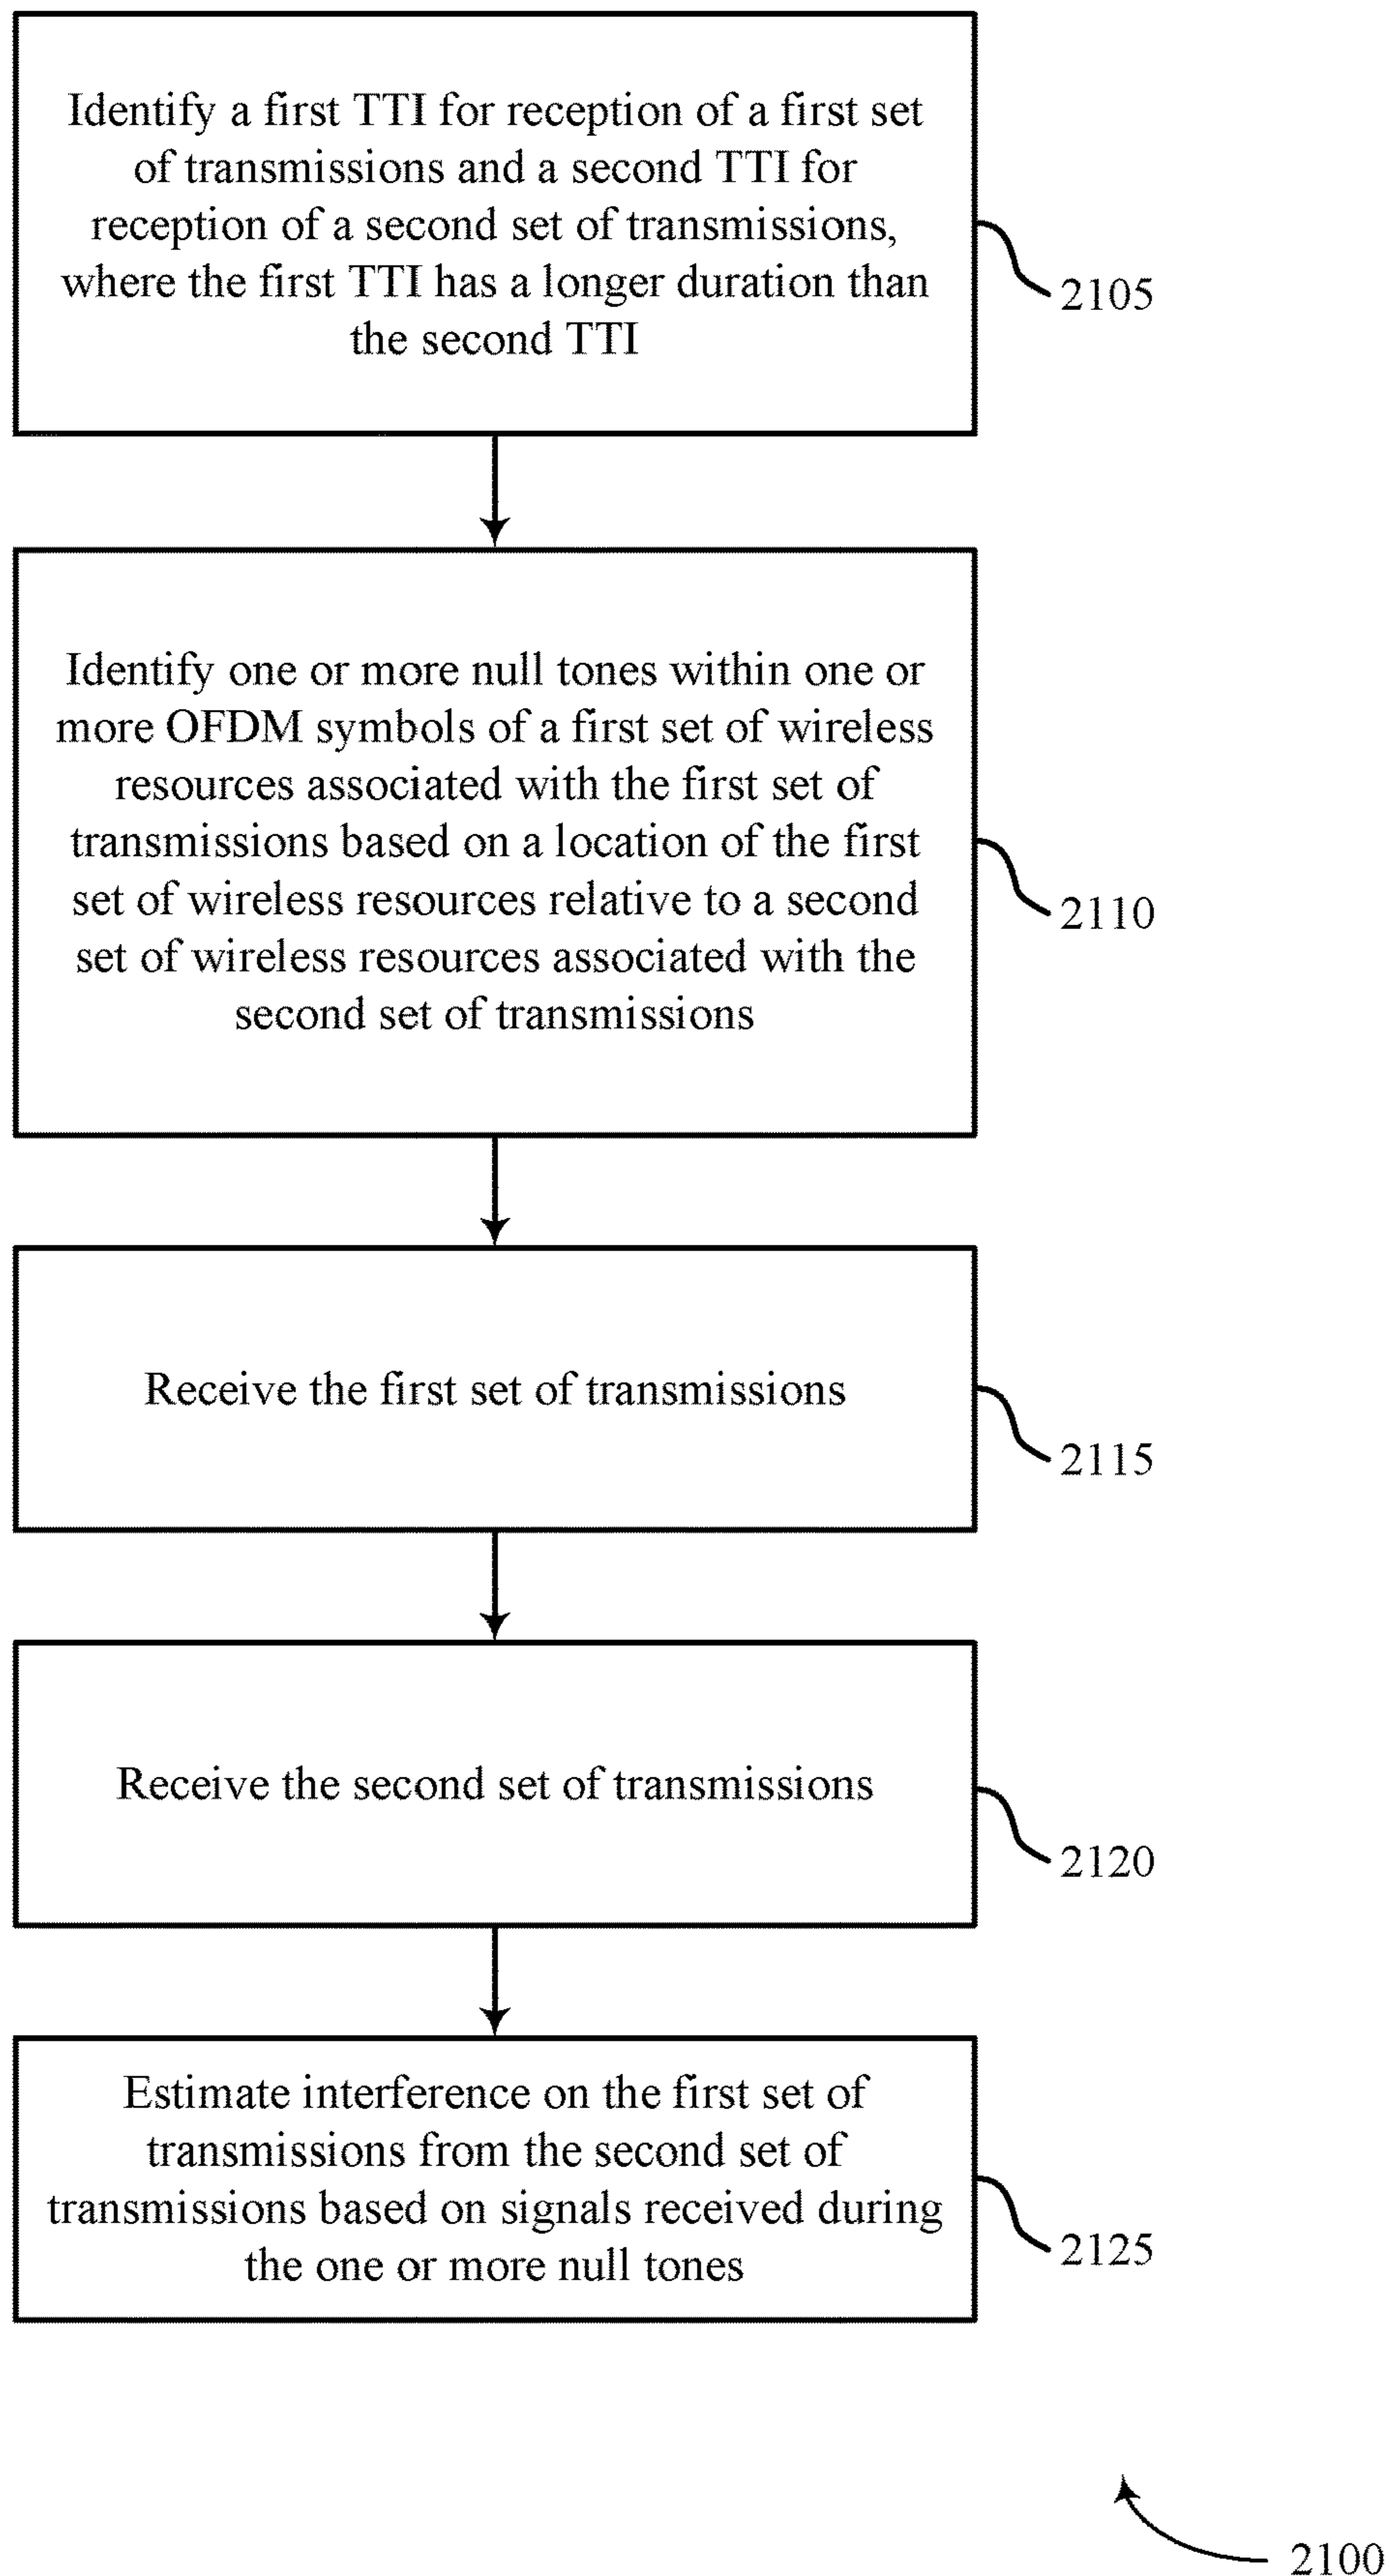 Identify a first TTI for reception of a first set
of transmissions and a second TTI for
reception of a second set of transmissions,
where the first TTI has a longer duration than
the second TTI
2105
Identify one or more null tones within one or
more OFDM symbols of a first set of wireless
resources associated with the first set of
transmissions based on a location of the first
set of wireless resources relative to a second
set of wireless resources associated with the
second set of transmissions
2110
Receive the first set of transmissions
2115
Receive the second set of transmissions
2120
Estimate interference on the first set of
transmissions from the second set of
transmissions based on signals received during
the one or more null tones
2125
2100